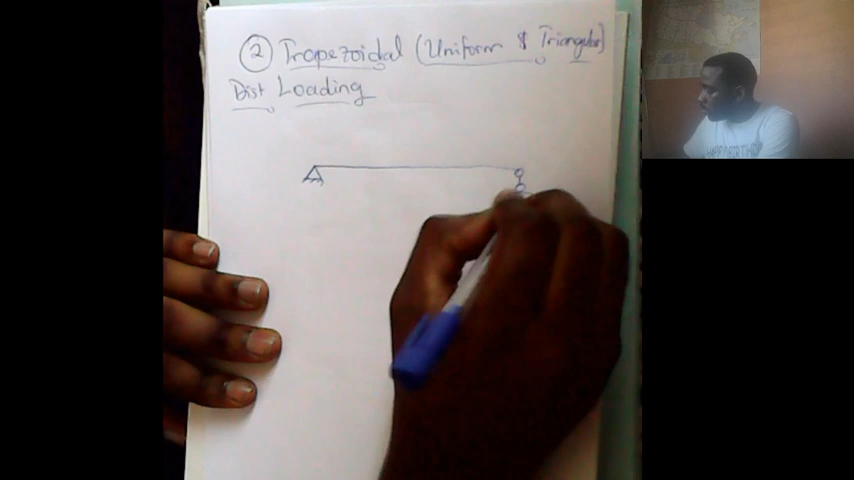 ② Trapezoidal (Uniform & Triangular)
Dist Loading